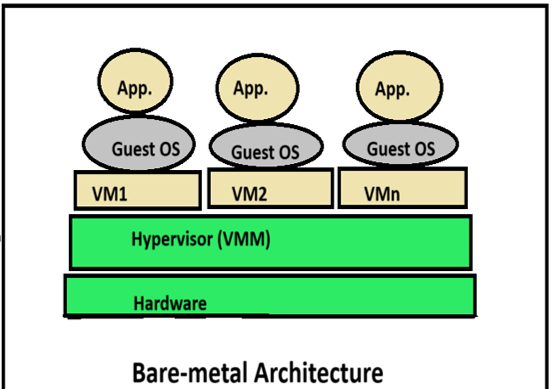 App. App. App.
Guest OS Guest OS Guest OS
VM1 VM2 VMn
Hypervisor (VMM)
Hardware
Bare-metal Architecture